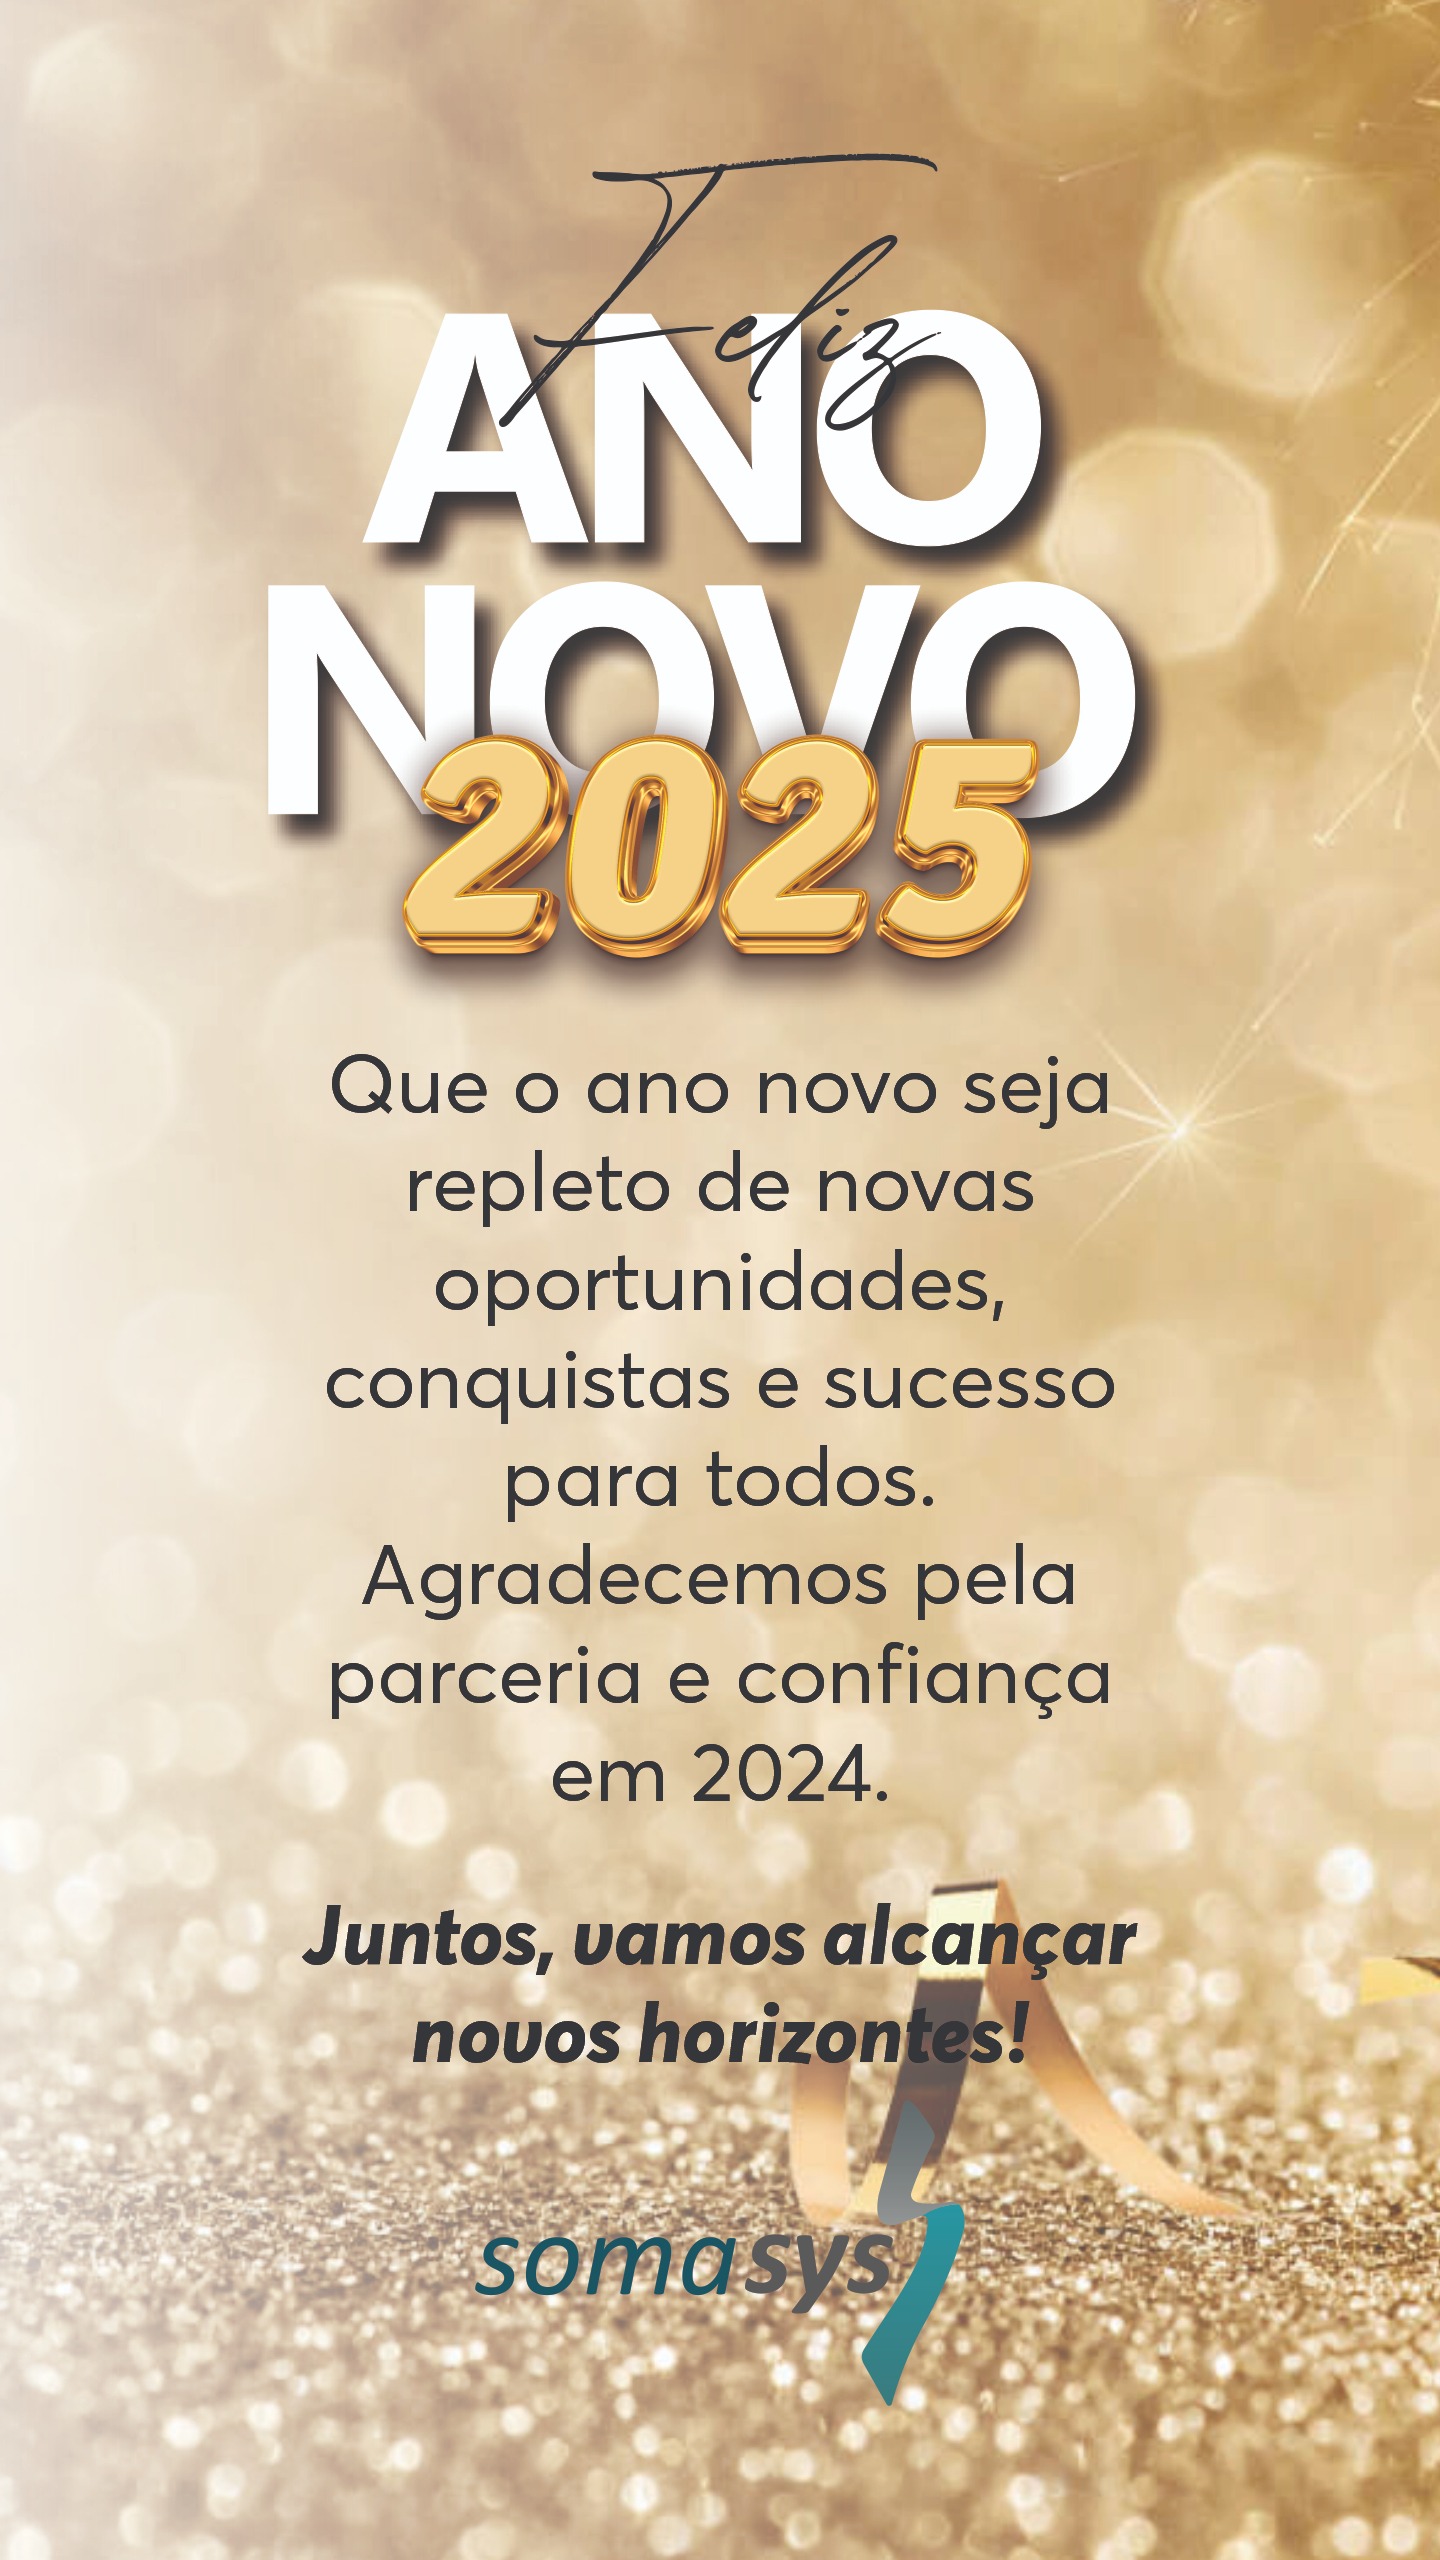 Feliz
ANO
NOVO
2025
Que o ano novo seja
repleto de novas
oportunidades,
conquistas e sucesso
para todos.
Agradecemos pela
parceria e confiança
em 2024.
Juntos, vamos alcançar
novos horizontes!
somasys